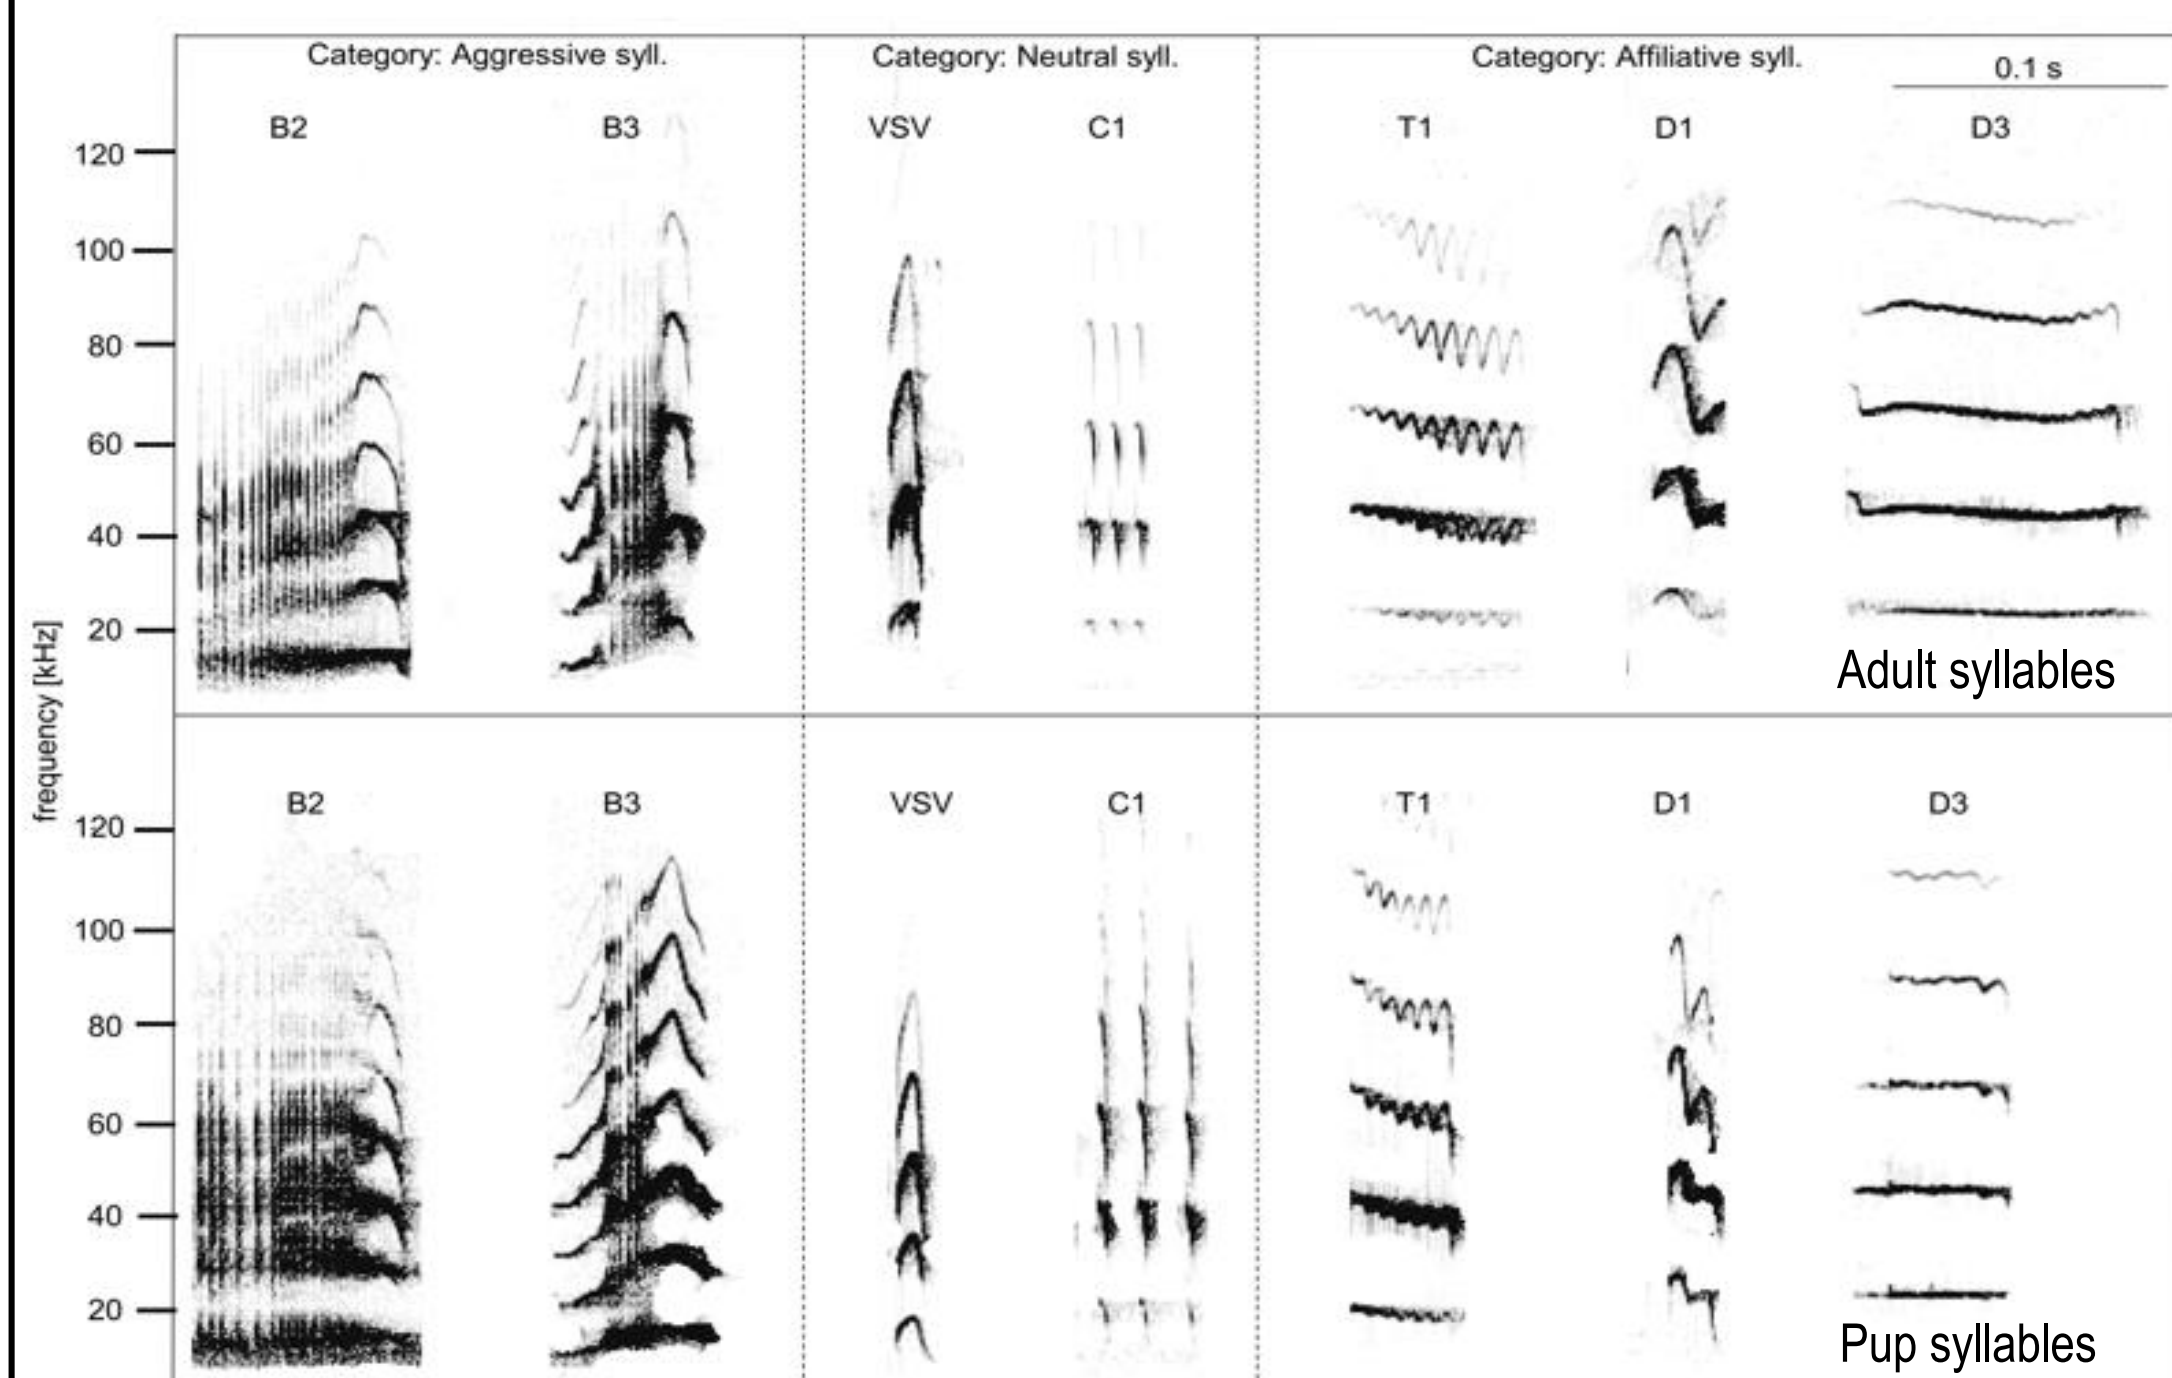 Category: Aggressive syll.
Category: Neutral syll.
Category: Affiliative syll.
0.1 s
B2 B3 VSV C1 T1 D1 D3
120
100
80
60
40
20
Adult syllables
frequency [kHz]
B2 B3 VSV C1 T1 D1 D3
120
100
80
60
40
20
Pup syllables